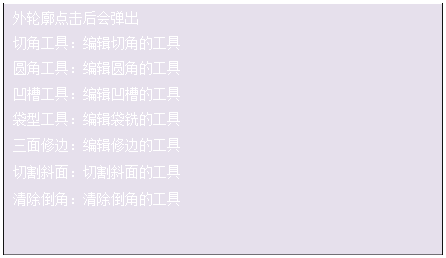 外轮廓点击后会弹出
切角工具：编辑切角的工具
圆角工具：编辑圆角的工具
凹槽工具：编辑凹槽的工具
袋型工具：编辑袋铣的工具
三面修边：编辑修边的工具
切割斜面：切割斜面的工具
清除倒角：清除倒角的工具